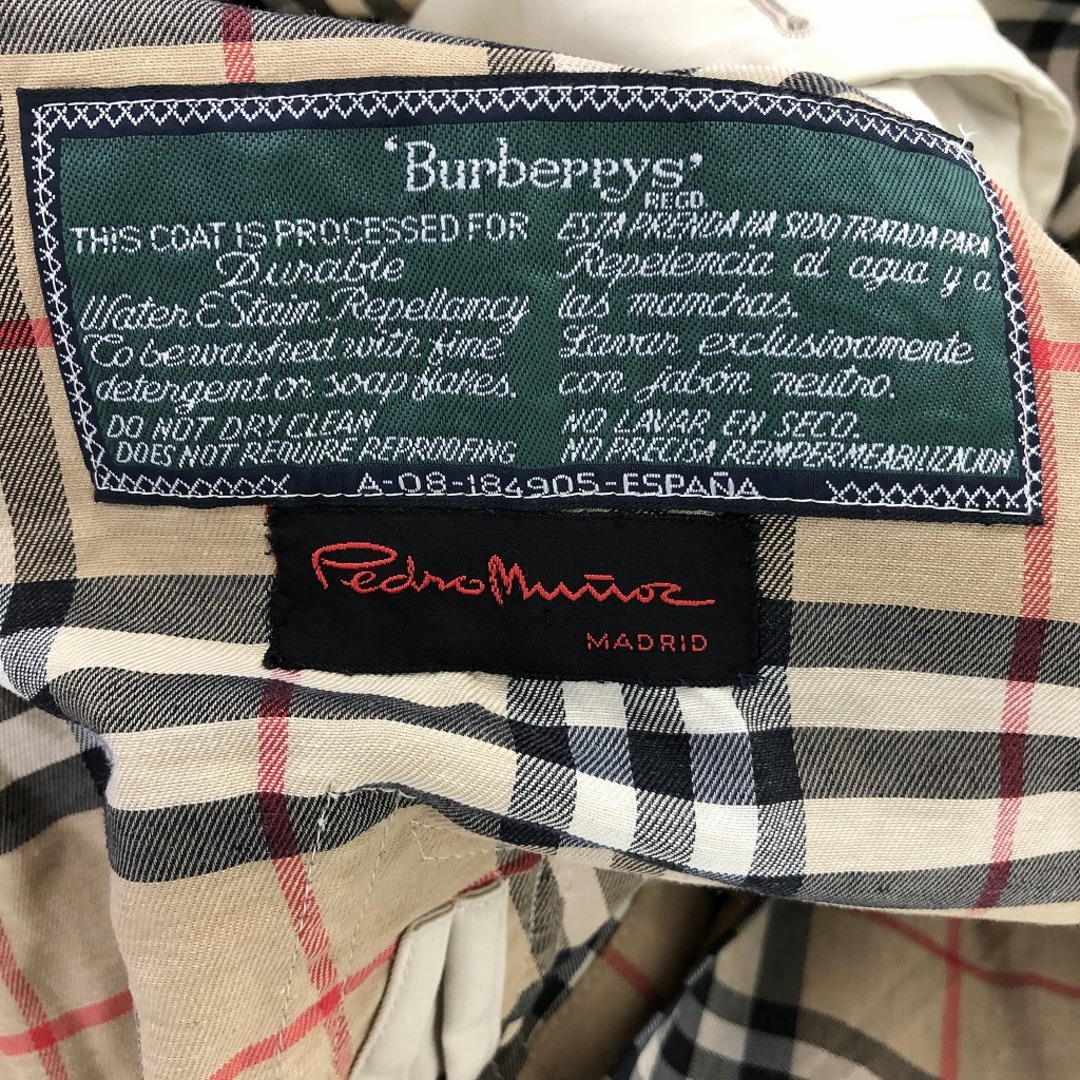 'Burberrys'
REGD.
THIS COAT IS PROCESSED FOR
Durable
Water & Stain Repellancy
To be washed with fine
detergent or soap flakes.
DO NOT DRY CLEAN
DOES NOT REQUIRE REPROOFING
ESTA PRENDA HA SIDO TRATADA PARA
Repelencia al agua y a
las manchas.
Lavar exclusivamente
con jabón neutro.
NO LAVAR EN SECO.
NO PRECISA REIMPERMEABILIZACION
A-08-184905-ESPAÑA
Pedro Muñoz
MADRID